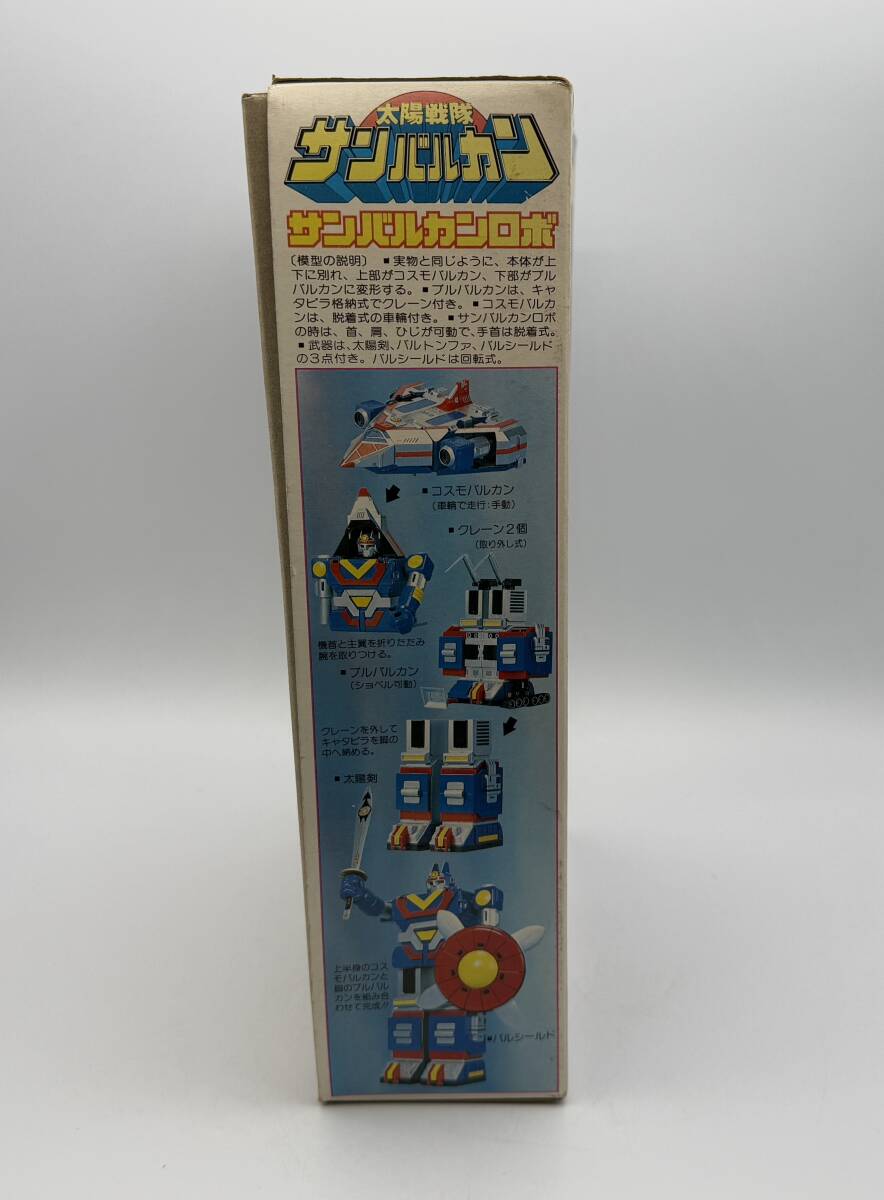 太陽戦隊
サンバルカン
サンバルカンロボ
〔模型の説明〕 ■実物と同じように、本体が上
下に別れ、上部がコスモバルカン、下部がブル
バルカンに変形する。■ブルバルカンは、キャ
タピラ格納式でクレーン付き。■コスモバルカ
ンは、脱着式の車輪付き。■サンバルカンロボ
の時は、首、肩、ひじが可動で、手首は脱着式。
■武器は、太陽剣、バルトンファ、バルシールド
の3点付き。バルシールドは回転式。
■コスモバルカン
(車輪で走行:手動)
■クレーン2個
(取り外し式)
機首と主翼を折りたたみ
腕を取りつける。
■ブルバルカン
(ショベル可動)
クレーンを外して
キャタピラを脚の
中へ納める。
■太陽剣
上半身のコス
モバルカンと
脚のブルバル
カンを組み合
わせて完成!!
■バルシールド